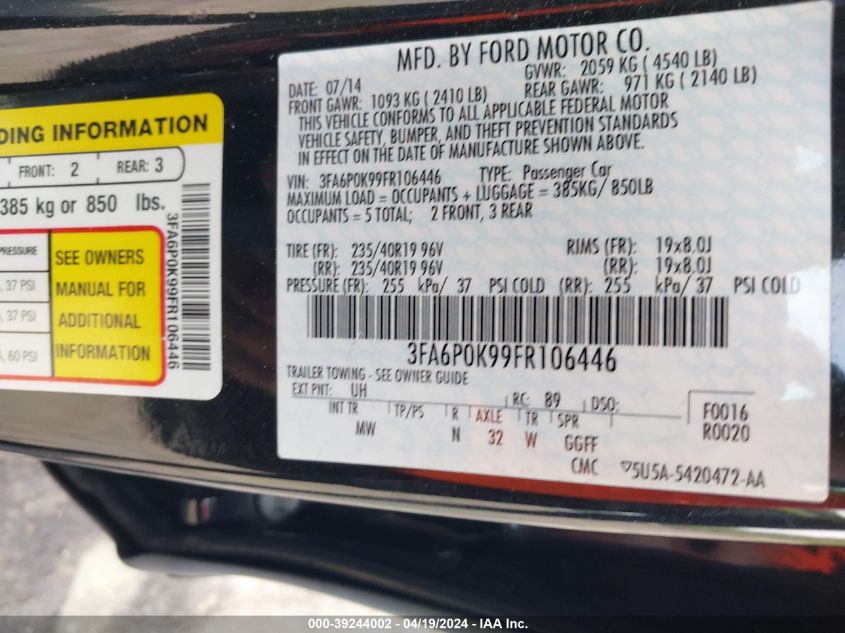 DING INFORMATION
FRONT: 2 REAR: 3
385 kg or 850 lbs.
PRESSURE
, 37 PSI
, 37 PSI
, 60 PSI
SEE OWNERS
MANUAL FOR
ADDITIONAL
INFORMATION
3FA6P0K99FR106446
MFD. BY FORD MOTOR CO.
DATE: 07/14 GVWR: 2059 KG ( 4540 LB)
FRONT GAWR: 1093 KG ( 2410 LB) REAR GAWR: 971 KG ( 2140 LB)
THIS VEHICLE CONFORMS TO ALL APPLICABLE FEDERAL MOTOR
VEHICLE SAFETY, BUMPER, AND THEFT PREVENTION STANDARDS
IN EFFECT ON THE DATE OF MANUFACTURE SHOWN ABOVE.
VIN: 3FA6P0K99FR106446 TYPE: Passenger Car
MAXIMUM LOAD = OCCUPANTS + LUGGAGE = 385KG/ 850LB
OCCUPANTS = 5 TOTAL; 2 FRONT, 3 REAR
TIRE (FR): 235/40R19 96V RIMS (FR): 19x8.0J
(RR): 235/40R19 96V (RR): 19x8.0J
PRESSURE (FR): 255 kPa/ 37 PSI COLD (RR): 255 kPa/ 37 PSI COLD
3FA6P0K99FR106446
TRAILER TOWING - SEE OWNER GUIDE
EXT PNT: UH RC: 89 DSO: F0016
INT TR TP/PS R AXLE TR SPR R0020
MW N 32 W GGFF
CMC 5U5A-5420472-AA
000-39244002 - 04/19/2024 - IAA Inc.